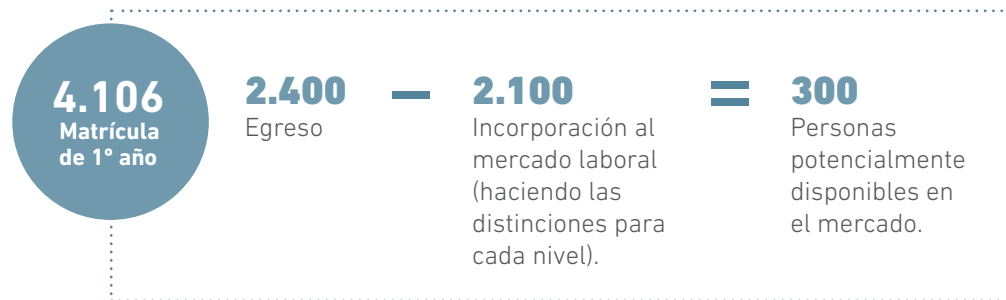 4.106
Matrícula
de 1º año
2.400
Egreso
—
2.100
Incorporación al
mercado laboral
(haciendo las
distinciones para
cada nivel).
=
300
Personas
potencialmente
disponibles en
el mercado.